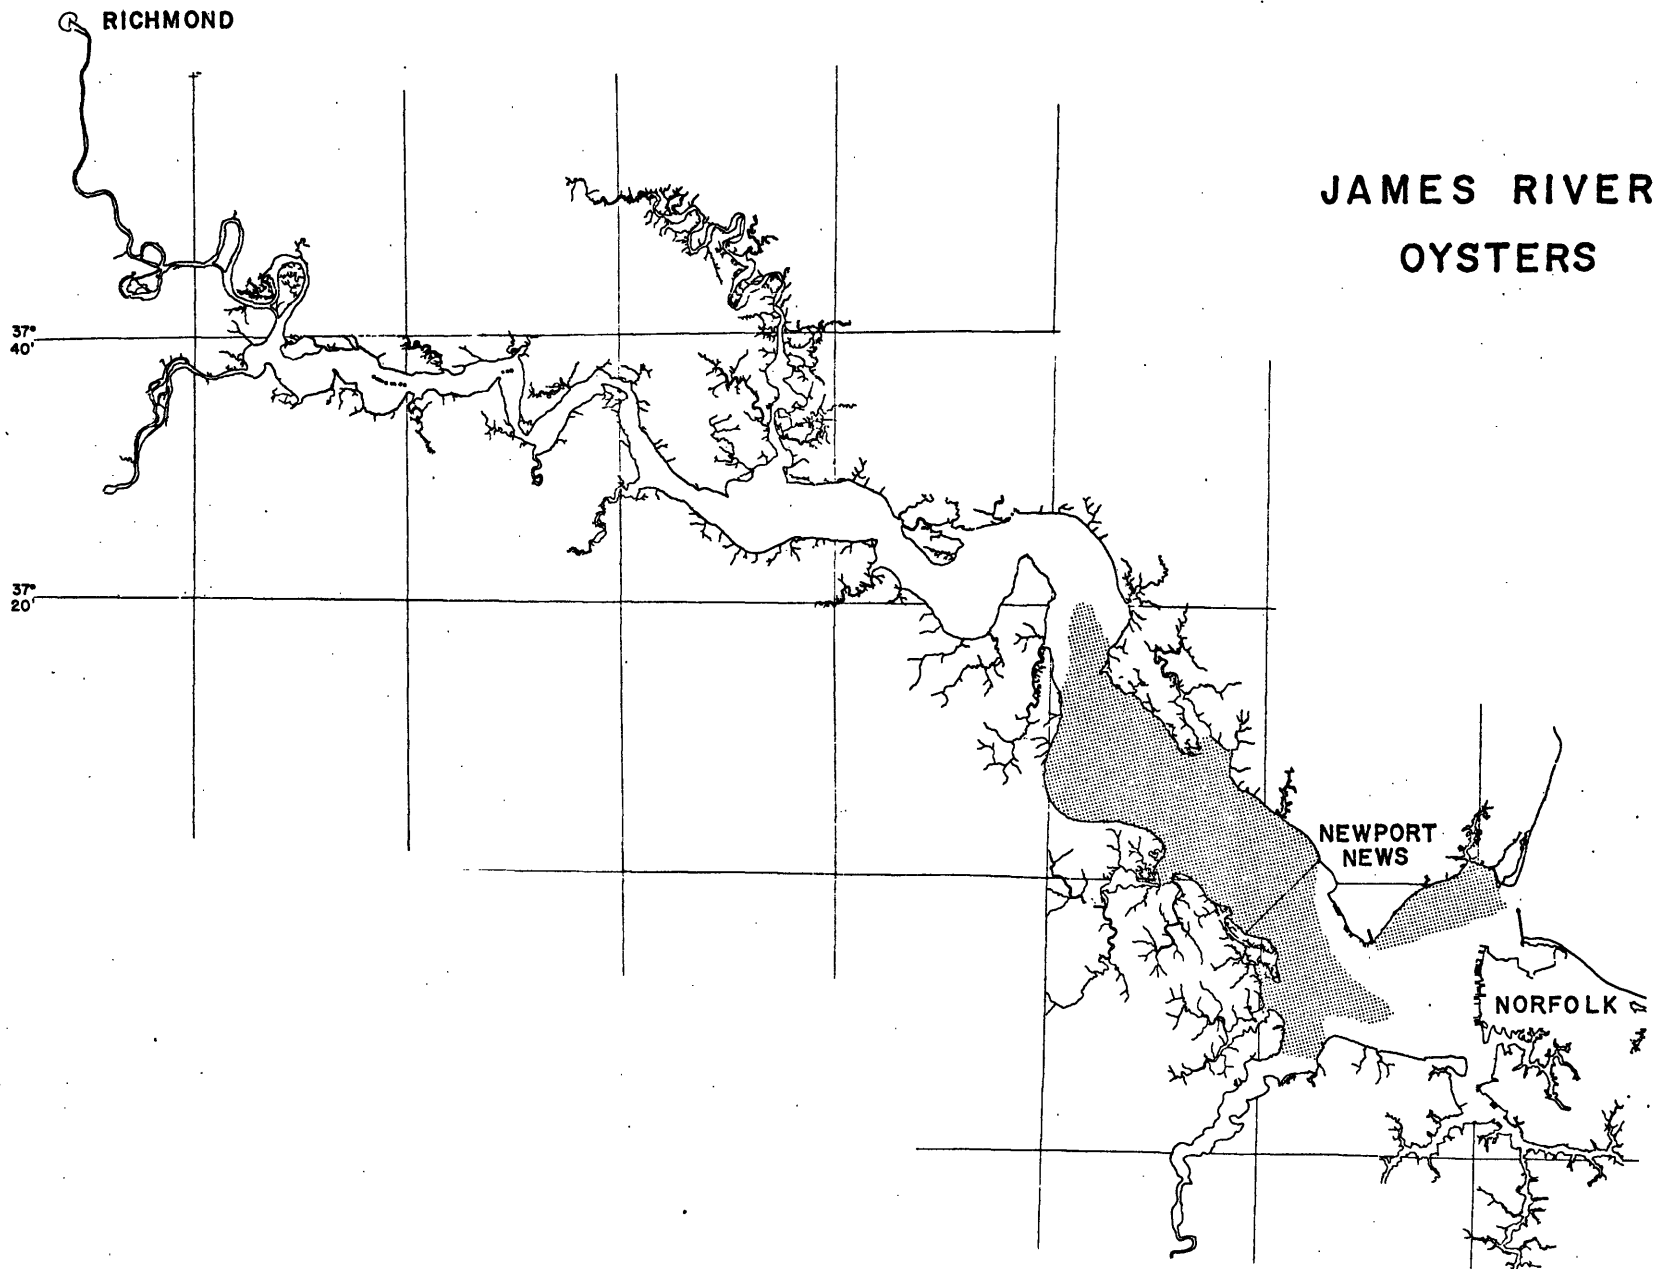 RICHMOND
JAMES RIVER
OYSTERS
37°
40'
37°
20'
NEWPORT
NEWS
NORFOLK